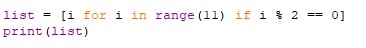 list = [i for i in range(11) if i % 2 == 0]
print(list)